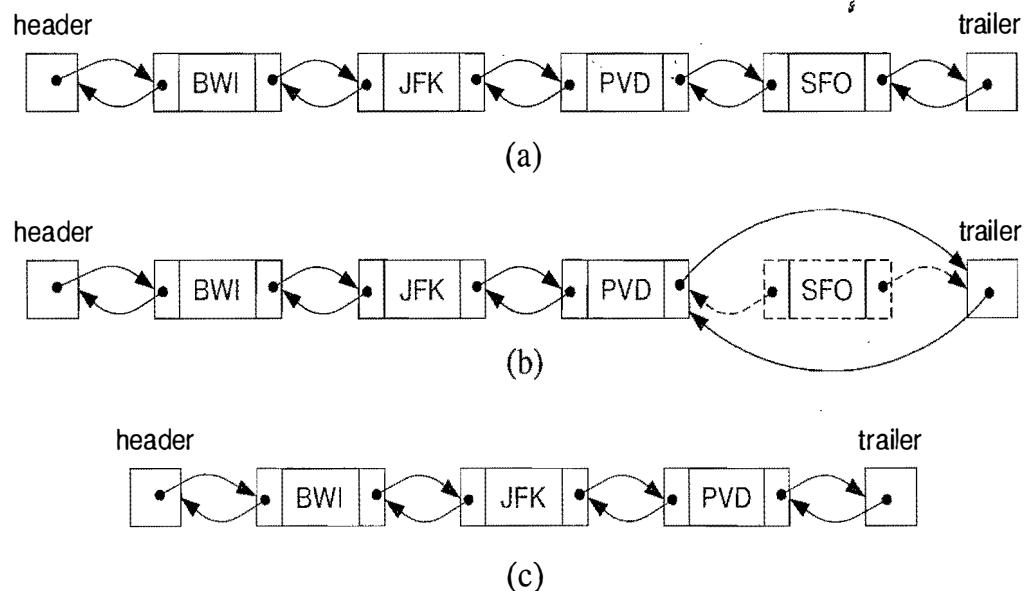 header trailer
BWI JFK PVD SFO
(a)
header trailer
BWI JFK PVD SFO
(b)
header trailer
BWI JFK PVD
(c)